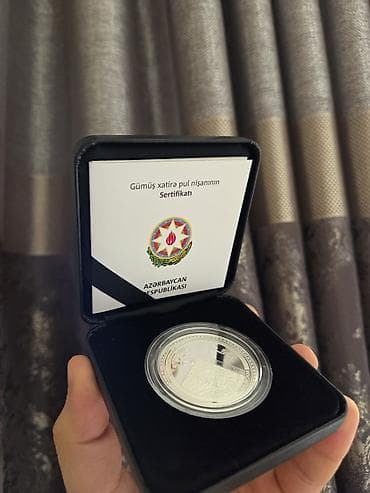 Gümüş xatirə pul nişanının
Sertifikatı
AZƏRBAYCAN
RESPUBLİKASI